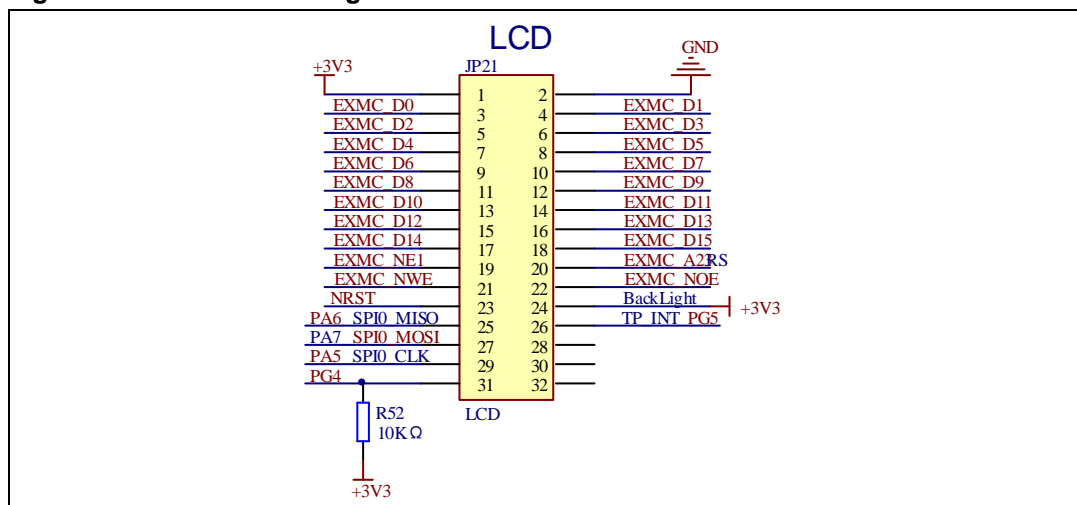 LCD
GND
+3V3
JP21
1 2
EXMC_D0 3 4 EXMC_D1
EXMC_D2 5 6 EXMC_D3
EXMC_D4 7 8 EXMC_D5
EXMC_D6 9 10 EXMC_D7
EXMC_D8 11 12 EXMC_D9
EXMC_D10 13 14 EXMC_D11
EXMC_D12 15 16 EXMC_D13
EXMC_D14 17 18 EXMC_D15
EXMC_NE1 19 20 EXMC_A23RS
EXMC_NWE 21 22 EXMC_NOE
NRST 23 24 BackLight +3V3
PA6 SPI0_MISO 25 26 TP_INT PG5
PA7 SPI0_MOSI 27 28
PA5 SPI0_CLK 29 30
PG4 31 32
R52 LCD
10KΩ
+3V3